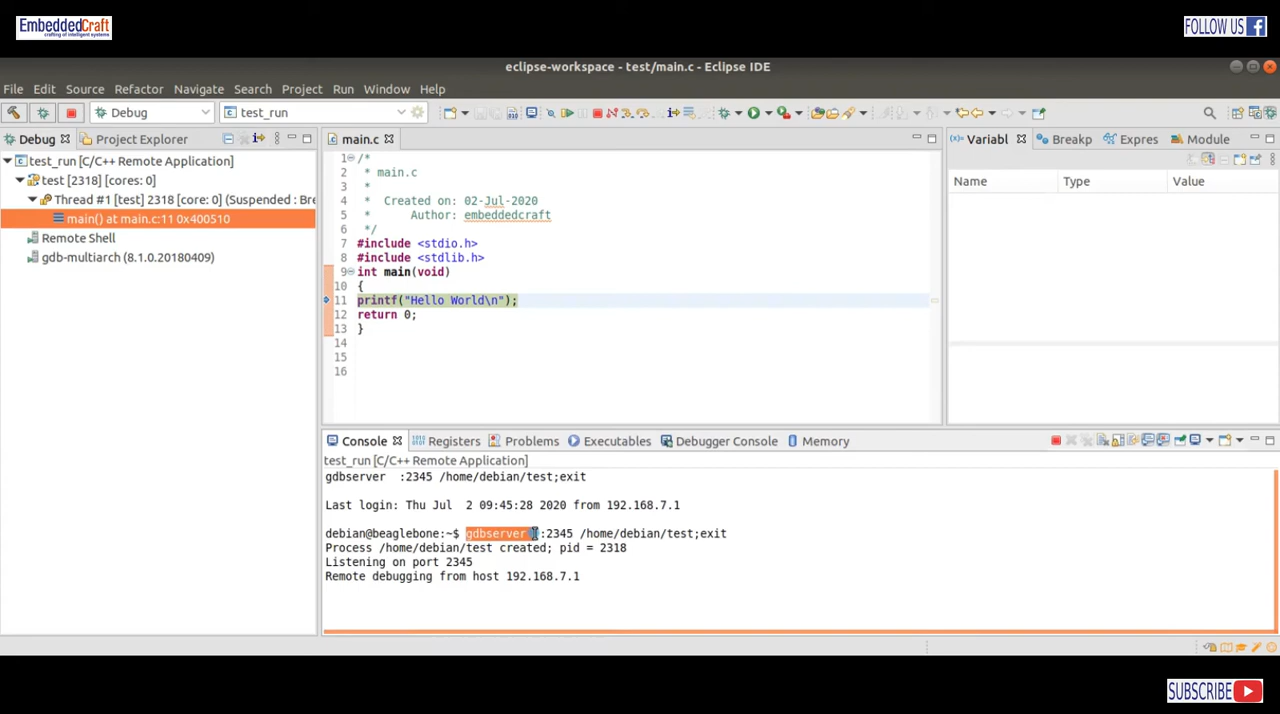 EmbeddedCraft
crafting of intelligent systems
FOLLOW US
eclipse-workspace - test/main.c - Eclipse IDE
File Edit Source Refactor Navigate Search Project Run Window Help
Debug test_run
Debug Project Explorer
test_run [C/C++ Remote Application]
test [2318] [cores: 0]
Thread #1 [test] 2318 [core: 0] (Suspended : Bre
main() at main.c:11 0x400510
Remote Shell
gdb-multiarch (8.1.0.20180409)
main.c
1 /*
2 * main.c
3 *
4 * Created on: 02-Jul-2020
5 * Author: embeddedcraft
6 */
7 #include <stdio.h>
8 #include <stdlib.h>
9 int main(void)
10 {
11 printf("Hello World\n");
12 return 0;
13 }
14
15
16
Variabl Breakp Expres Module
Name Type Value
Console Registers Problems Executables Debugger Console Memory
test_run [C/C++ Remote Application]
gdbserver :2345 /home/debian/test;exit
Last login: Thu Jul 2 09:45:28 2020 from 192.168.7.1
debian@beaglebone:~$ gdbserver :2345 /home/debian/test;exit
Process /home/debian/test created; pid = 2318
Listening on port 2345
Remote debugging from host 192.168.7.1
SUBSCRIBE